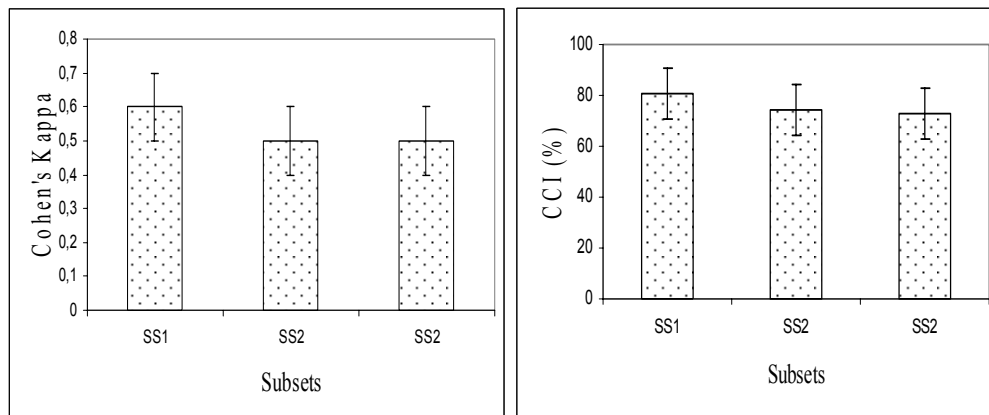 Cohen's Kappa
0,8
0,7
0,6
0,5
0,4
0,3
0,2
0,1
0
SS1 SS2 SS2
Subsets
CCI (%)
100
80
60
40
20
0
SS1 SS2 SS2
Subsets